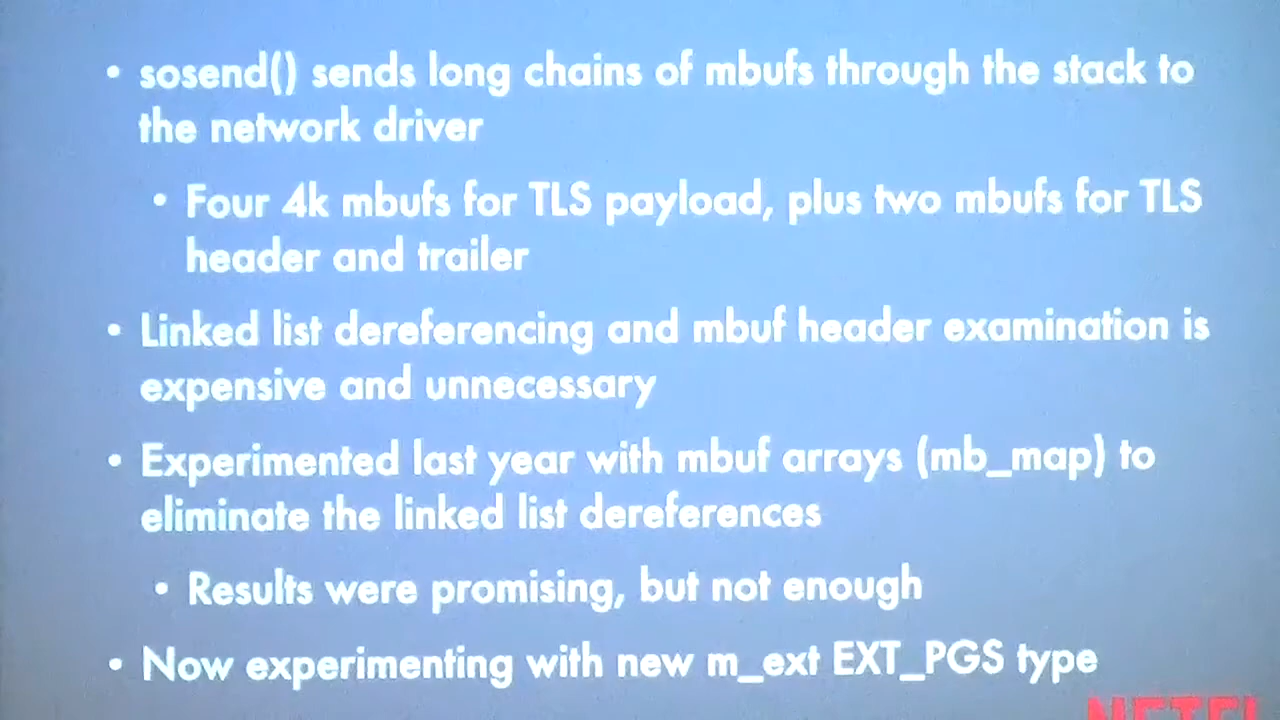 • sosend() sends long chains of mbufs through the stack to
the network driver
• Four 4k mbufs for TLS payload, plus two mbufs for TLS
header and trailer
• Linked list dereferencing and mbuf header examination is
expensive and unnecessary
• Experimented last year with mbuf arrays (mb_map) to
eliminate the linked list dereferences
• Results were promising, but not enough
• Now experimenting with new m_ext EXT_PGS type